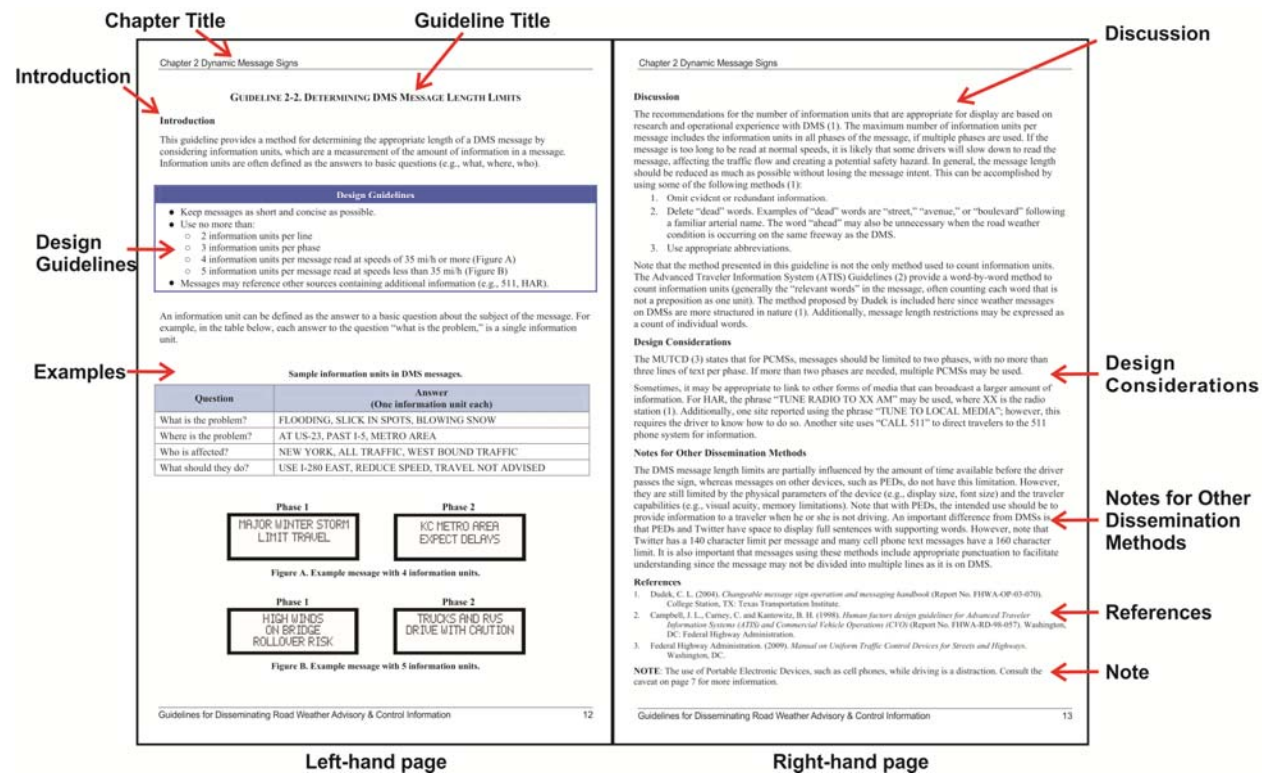 Chapter Title
Guideline Title
Introduction
Design
Guidelines
Examples
Chapter 2 Dynamic Message Signs
GUIDELINE 2-2. DETERMINING DMS MESSAGE LENGTH LIMITS
Introduction
This guideline provides a method for determining the appropriate length of a DMS message by
considering information units, which are a measurement of the amount of information in a message.
Information units are often defined as the answers to basic questions (e.g., what, where, who).
Design Guidelines
● Keep messages as short and concise as possible.
● Use no more than:
○ 2 information units per line
○ 3 information units per phase
○ 4 information units per message read at speeds of 35 mi/h or more (Figure A)
○ 5 information units per message read at speeds less than 35 mi/h (Figure B)
● Messages may reference other sources containing additional information (e.g., 511, HAR).
An information unit can be defined as the answer to a basic question about the subject of the message. For
example, in the table below, each answer to the question “what is the problem,” is a single information
unit.
Sample information units in DMS messages.
Question
Answer
(One information unit each)
What is the problem? FLOODING, SLICK IN SPOTS, BLOWING SNOW
Where is the problem? AT US-23, PAST I-5, METRO AREA
Who is affected? NEW YORK, ALL TRAFFIC, WEST BOUND TRAFFIC
What should they do? USE I-280 EAST, REDUCE SPEED, TRAVEL NOT ADVISED
Phase 1
MAJOR WINTER STORM
LIMIT TRAVEL
Phase 2
KC METRO AREA
EXPECT DELAYS
Figure A. Example message with 4 information units.
Phase 1
HIGH WINDS
ON BRIDGE
ROLLOVER RISK
Phase 2
TRUCKS AND RVS
DRIVE WITH CAUTION
Figure B. Example message with 5 information units.
Guidelines for Disseminating Road Weather Advisory & Control Information 12
Left-hand page
Chapter 2 Dynamic Message Signs
Discussion
The recommendations for the number of information units that are appropriate for display are based on
research and operational experience with DMS (1). The maximum number of information units per
message includes the information units in all phases of the message, if multiple phases are used. If the
message is too long to be read at normal speeds, it is likely that some drivers will slow down to read the
message, affecting the traffic flow and creating a potential safety hazard. In general, the message length
should be reduced as much as possible without losing the message intent. This can be accomplished by
using some of the following methods (1):
1. Omit evident or redundant information.
2. Delete “dead” words. Examples of “dead” words are “street,” “avenue,” or “boulevard” following
a familiar arterial name. The word “ahead” may also be unnecessary when the road weather
condition is occurring on the same freeway as the DMS.
3. Use appropriate abbreviations.
Note that the method presented in this guideline is not the only method used to count information units.
The Advanced Traveler Information System (ATIS) Guidelines (2) provide a word-by-word method to
count information units (generally the “relevant words” in the message, often counting each word that is
not a preposition as one unit). The method proposed by Dudek is included here since weather messages
on DMSs are more structured in nature (1). Additionally, message length restrictions may be expressed as
a count of individual words.
Design Considerations
The MUTCD (3) states that for PCMSs, messages should be limited to two phases, with no more than
three lines of text per phase. If more than two phases are needed, multiple PCMSs may be used.
Sometimes, it may be appropriate to link to other forms of media that can broadcast a larger amount of
information. For HAR, the phrase “TUNE RADIO TO XX AM” may be used, where XX is the radio
station (1). Additionally, one site reported using the phrase “TUNE TO LOCAL MEDIA”; however, this
requires the driver to know how to do so. Another site uses “CALL 511” to direct travelers to the 511
phone system for information.
Notes for Other Dissemination Methods
The DMS message length limits are partially influenced by the amount of time available before the driver
passes the sign, whereas messages on other devices, such as PEDs, do not have this limitation. However,
they are still limited by the physical parameters of the device (e.g., display size, font size) and the traveler
capabilities (e.g., visual acuity, memory limitations). Note that with PEDs, the intended use should be to
provide information to a traveler when he or she is not driving. An important difference from DMSs is
that PEDs and Twitter have space to display full sentences with supporting words. However, note that
Twitter has a 140 character limit per message and many cell phone text messages have a 160 character
limit. It is also important that messages using these methods include appropriate punctuation to facilitate
understanding since the message may not be divided into multiple lines as it is on DMS.
References
1. Dudek, C. L. (2004). Changeable message sign operation and messaging handbook (Report No. FHWA-OP-03-070).
College Station, TX: Texas Transportation Institute.
2. Campbell, J. L., Carney, C. and Kantowitz, B. H. (1998). Human factors design guidelines for Advanced Traveler
Information Systems (ATIS) and Commercial Vehicle Operations (CVO) (Report No. FHWA-RD-98-057). Washington,
DC: Federal Highway Administration.
3. Federal Highway Administration. (2009). Manual on Uniform Traffic Control Devices for Streets and Highways.
Washington, DC.
NOTE: The use of Portable Electronic Devices, such as cell phones, while driving is a distraction. Consult the
caveat on page 7 for more information.
Guidelines for Disseminating Road Weather Advisory & Control Information 13
Right-hand page
Discussion
Design
Considerations
Notes for Other
Dissemination
Methods
References
Note